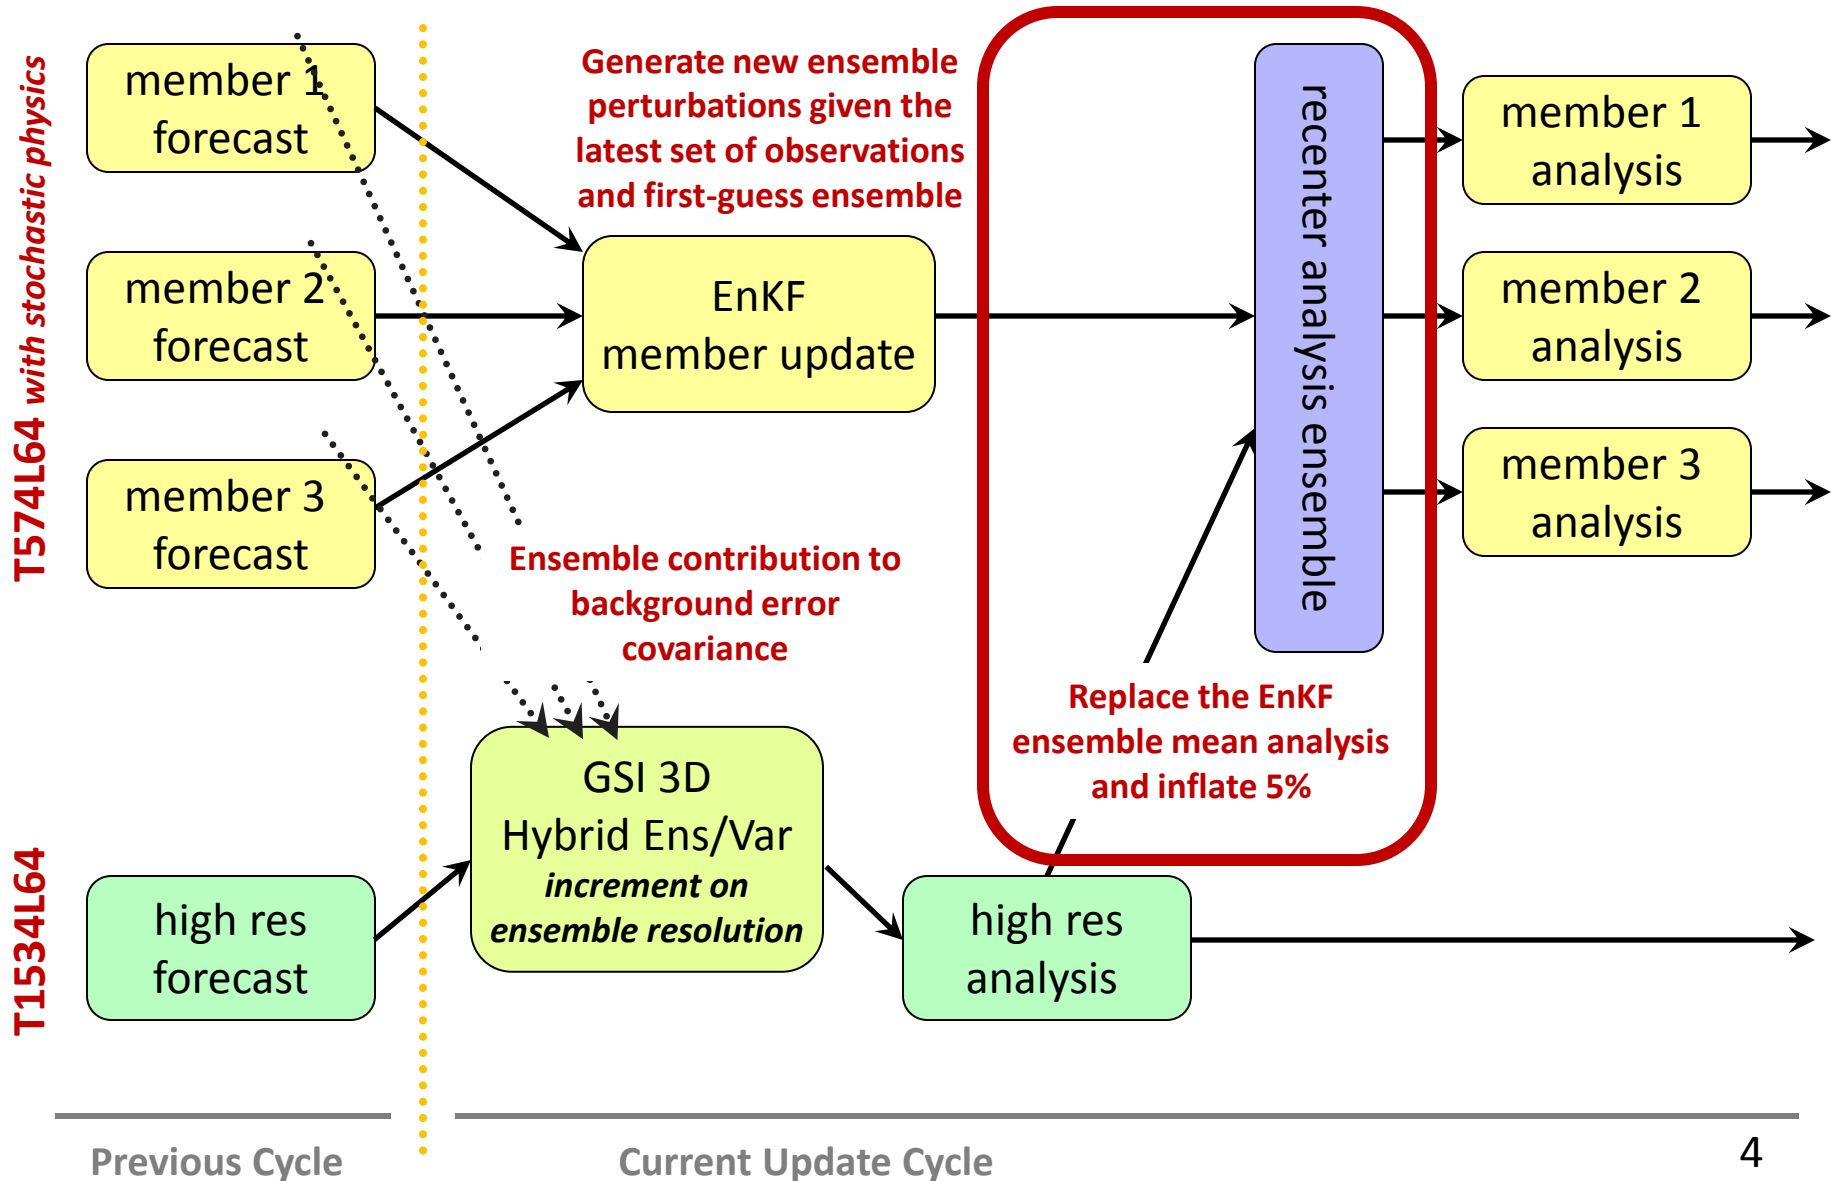 T574L64 with stochastic physics
member 1
forecast
member 2
forecast
member 3
forecast
Generate new ensemble
perturbations given the
latest set of observations
and first-guess ensemble
EnKF
member update
recenter analysis ensemble
member 1
analysis
member 2
analysis
member 3
analysis
Ensemble contribution to
background error
covariance
Replace the EnKF
ensemble mean analysis
and inflate 5%
T1534L64
high res
forecast
GSI 3D
Hybrid Ens/Var
increment on
ensemble resolution
high res
analysis
Previous Cycle
Current Update Cycle
4